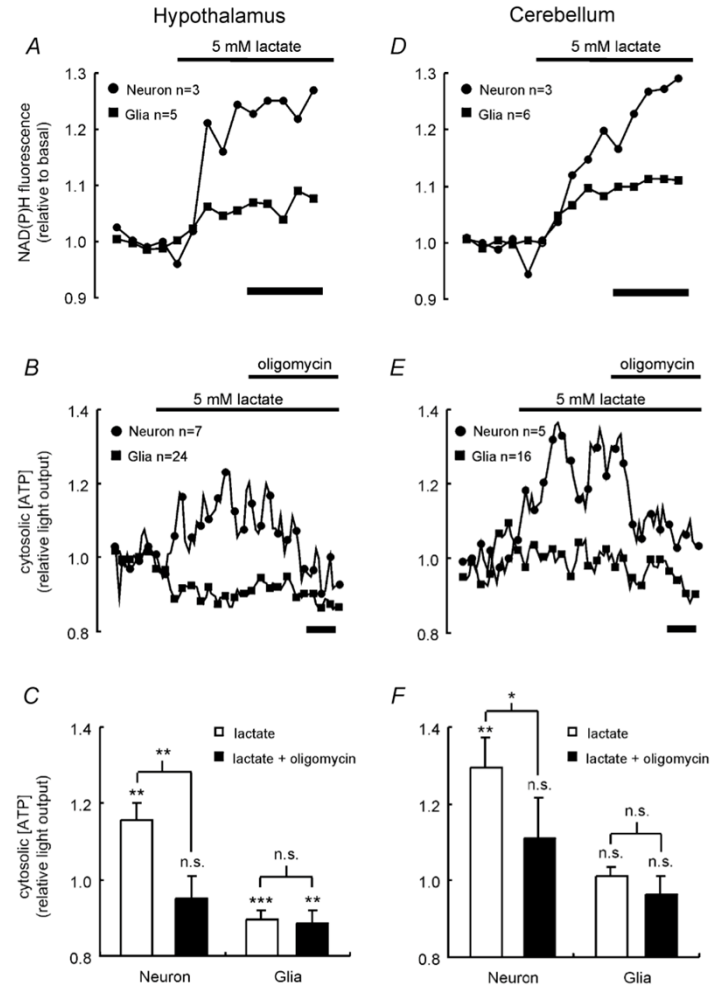 Hypothalamus
Cerebellum
A
5 mM lactate
NAD(P)H fluorescence
(relative to basal)
1.3
1.2
1.1
1.0
0.9
Neuron n=3
Glia n=5
D
5 mM lactate
1.3
1.2
1.1
1.0
0.9
Neuron n=3
Glia n=6
B
oligomycin
5 mM lactate
cytosolic [ATP]
(relative light output)
1.4
1.2
1.0
0.8
Neuron n=7
Glia n=24
E
oligomycin
5 mM lactate
1.4
1.2
1.0
0.8
Neuron n=5
Glia n=16
C
cytosolic [ATP]
(relative light output)
1.4
1.2
1.0
0.8
lactate
lactate + oligomycin
**
**
n.s.
n.s.
***
**
Neuron
Glia
F
1.4
1.2
1.0
0.8
lactate
lactate + oligomycin
*
**
n.s.
n.s.
n.s.
n.s.
Neuron
Glia